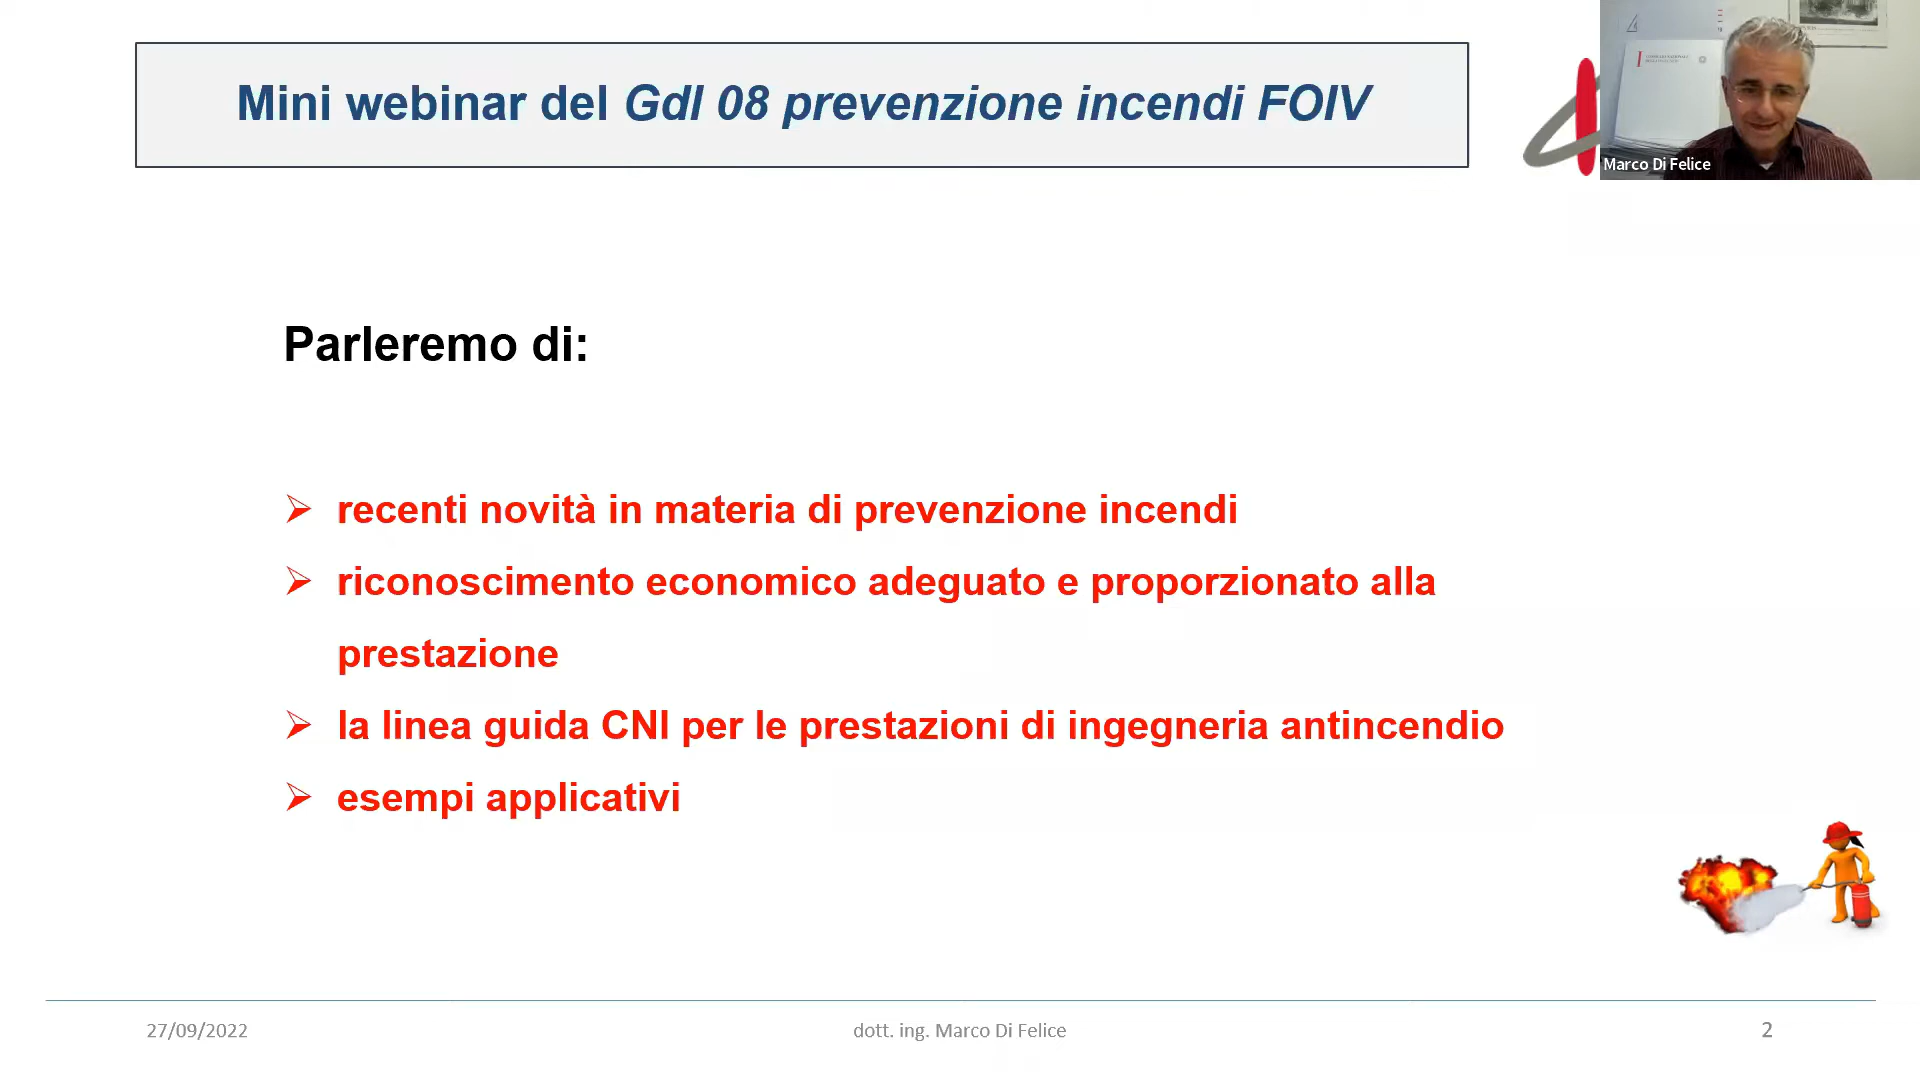 Mini webinar del Gdl 08 prevenzione incendi FOIV
Marco Di Felice
Parleremo di:
recenti novità in materia di prevenzione incendi
riconoscimento economico adeguato e proporzionato alla
prestazione
la linea guida CNI per le prestazioni di ingegneria antincendio
esempi applicativi
27/09/2022
dott. ing. Marco Di Felice
2